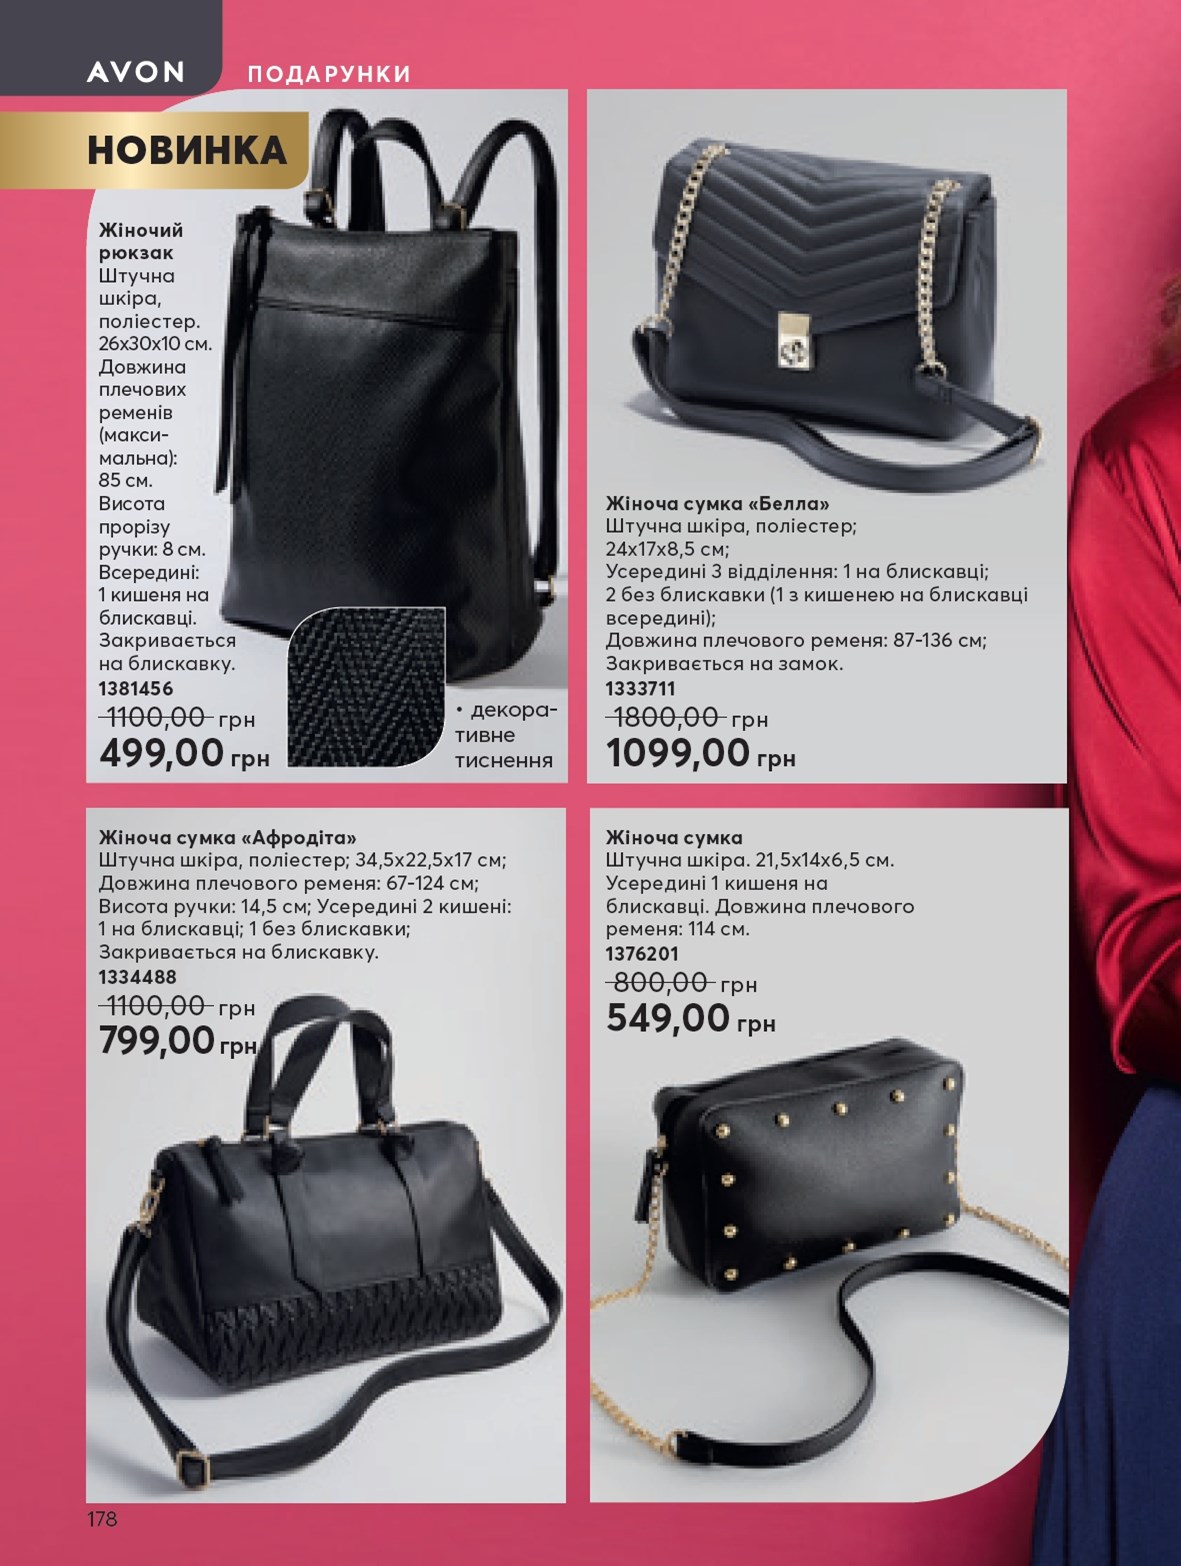 AVON
ПОДАРУНКИ
НОВИНКА
Жіночий
рюкзак
Штучна
шкіра,
поліестер.
26х30х10 см.
Довжина
плечових
ременів
(макси-
мальна):
85 см.
Висота
прорізу
ручки: 8 см.
Всередині:
1 кишеня на
блискавці.
Закривається
на блискавку.
1381456
1100,00 грн
499,00 грн
• декора-
тивне
тиснення
Жіноча сумка «Белла»
Штучна шкіра, поліестер;
24х17х8,5 см;
Усередині 3 відділення: 1 на блискавці;
2 без блискавки (1 з кишенею на блискавці
всередині);
Довжина плечового ременя: 87-136 см;
Закривається на замок.
1333711
1800,00 грн
1099,00 грн
Жіноча сумка «Афродіта»
Штучна шкіра, поліестер; 34,5х22,5х17 см;
Довжина плечового ременя: 67-124 см;
Висота ручки: 14,5 см; Усередині 2 кишені:
1 на блискавці; 1 без блискавки;
Закривається на блискавку.
1334488
1100,00 грн
799,00 грн
Жіноча сумка
Штучна шкіра. 21,5х14х6,5 см.
Усередині 1 кишеня на
блискавці. Довжина плечового
ременя: 114 см.
1376201
800,00 грн
549,00 грн
178